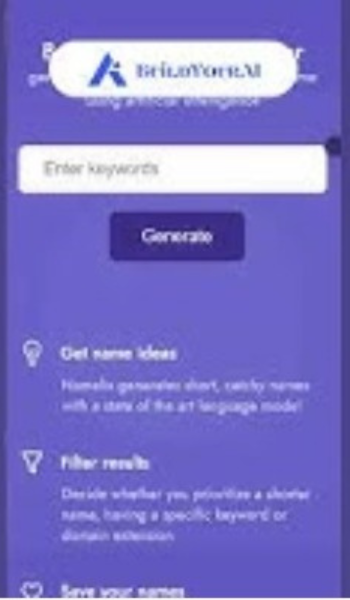 BUILDYOURAI
using artificial intelligence
Enter keywords
Generate
Get name ideas
Namelix generates short, catchy names
with a state of the art language model
Filter results
Decide whether you prioritize a shorter
name, having a specific keyword or
domain extension
Save your names